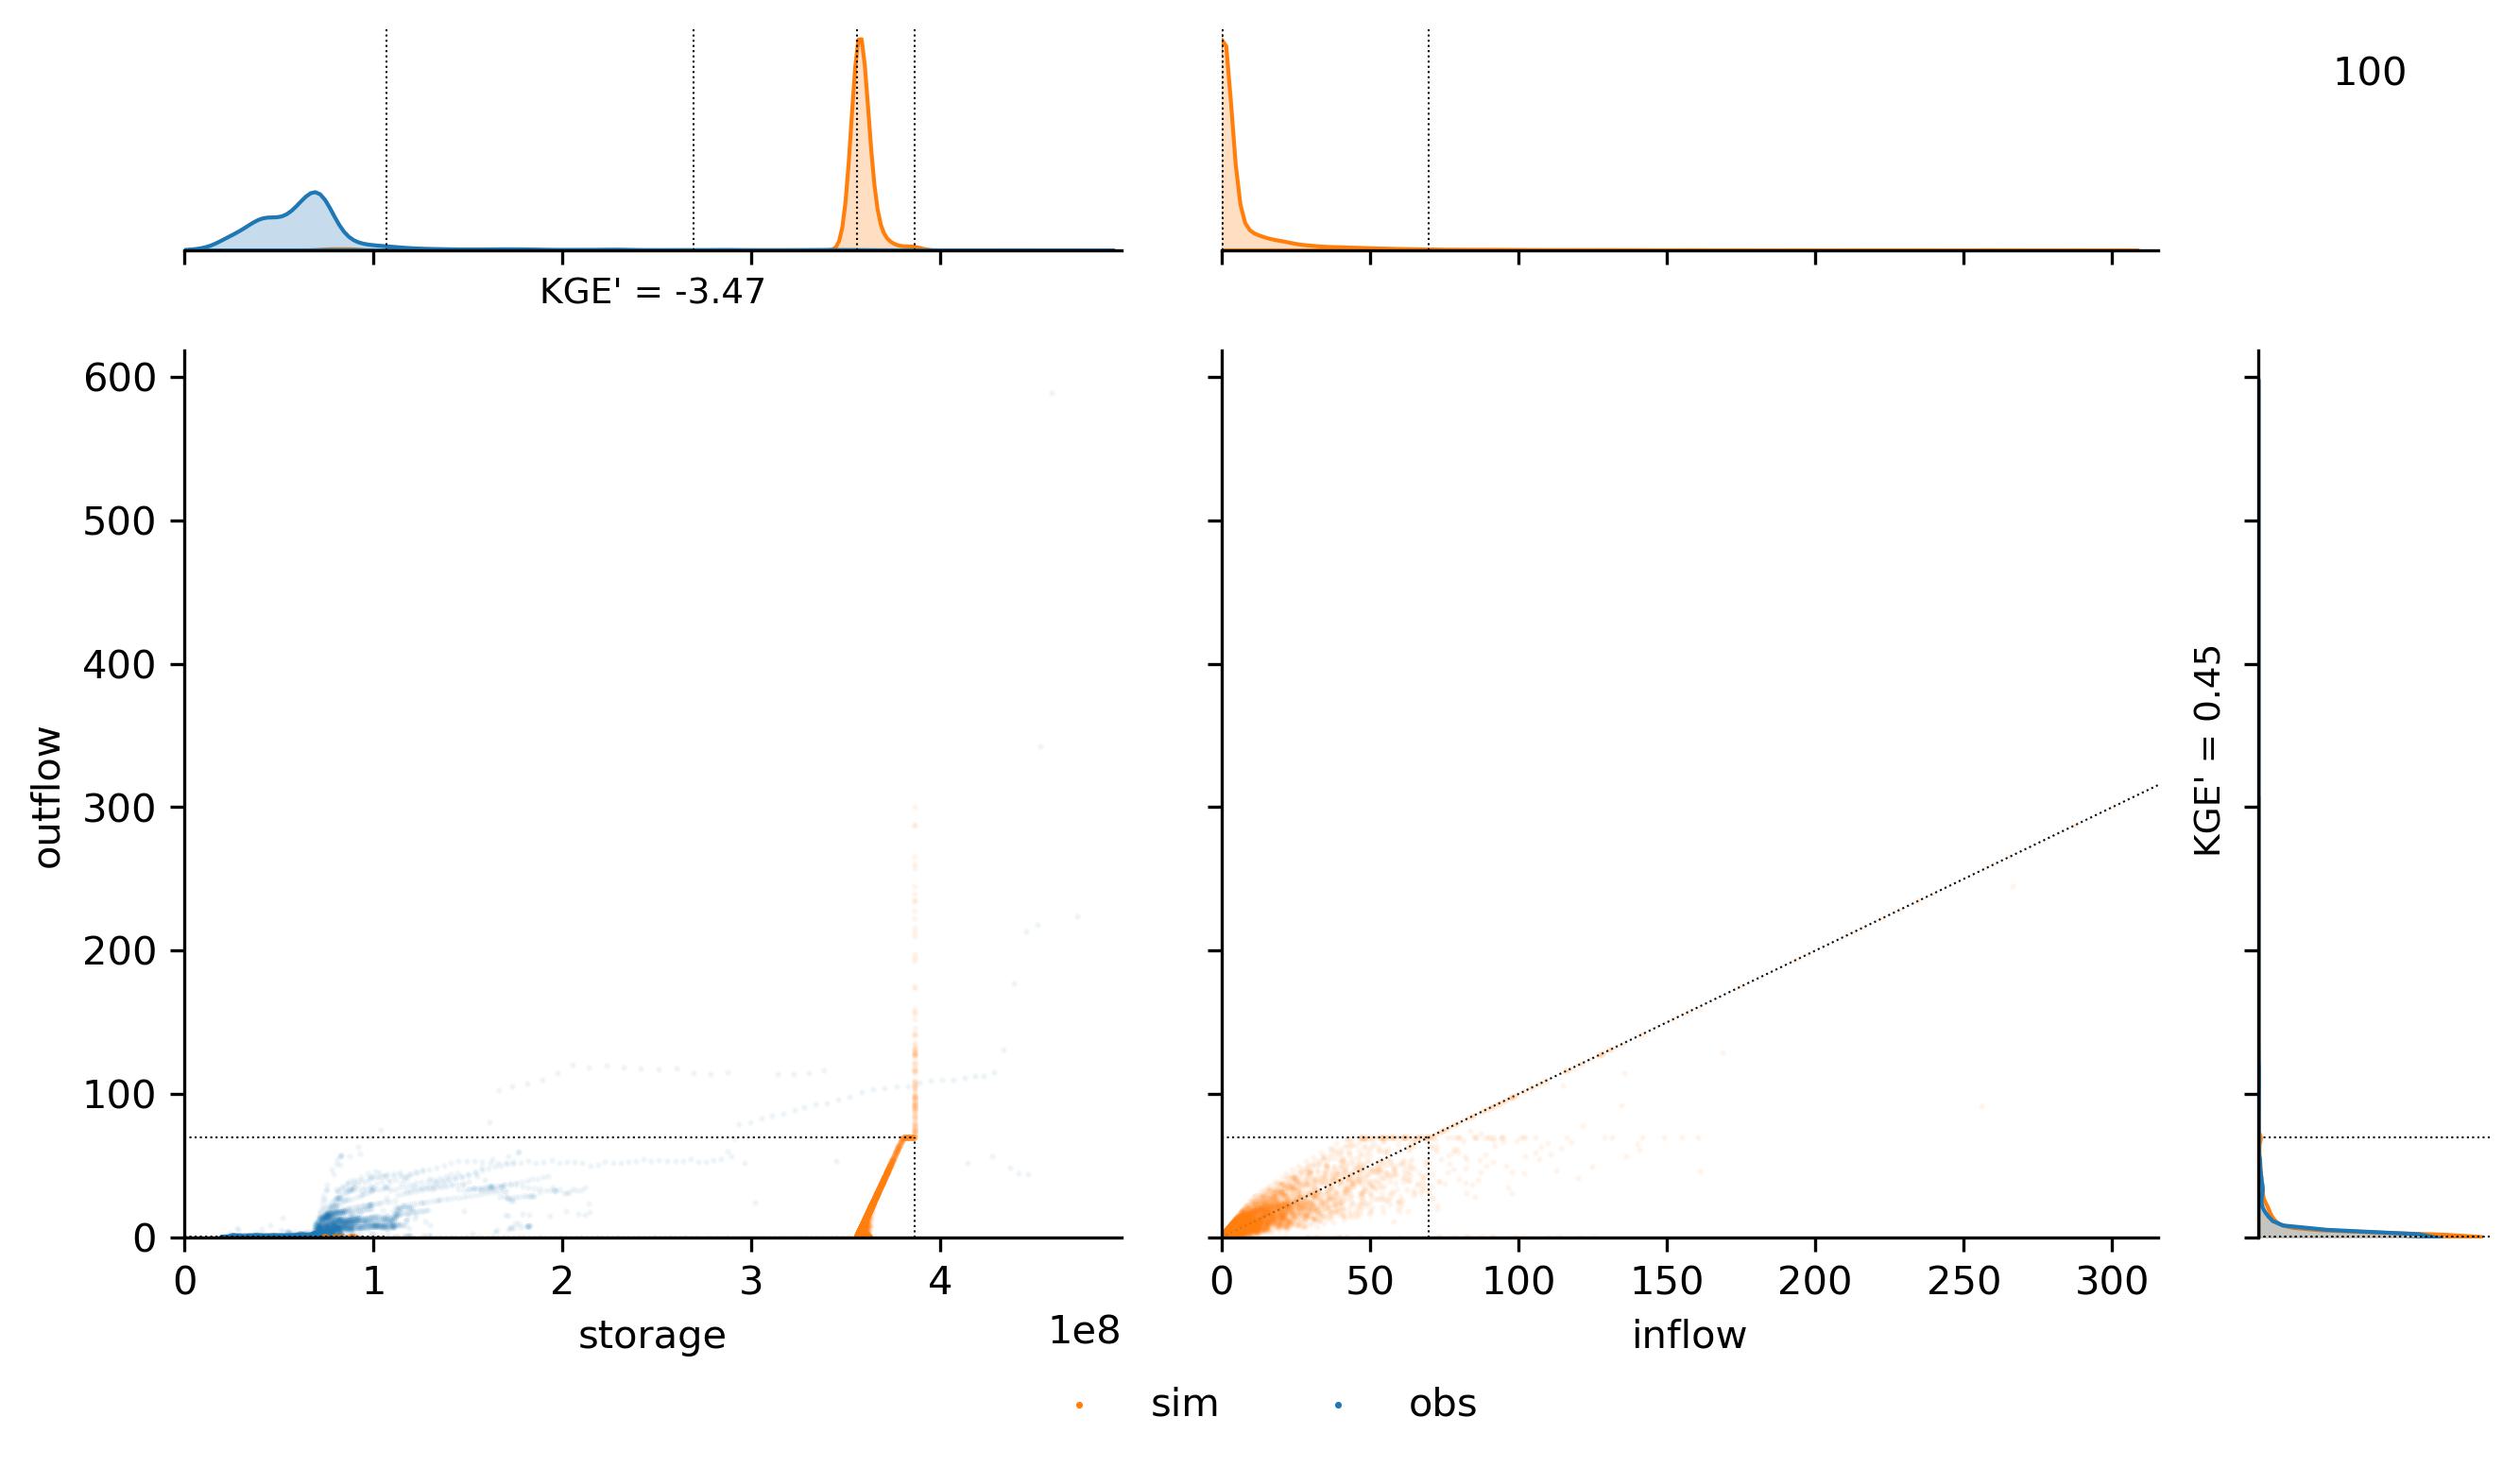 100
KGE' = -3.47
600
500
400
300
200
100
0
outflow
KGE' = 0.45
0 1 2 3 4
0 50 100 150 200 250 300
storage
1e8
inflow
sim obs